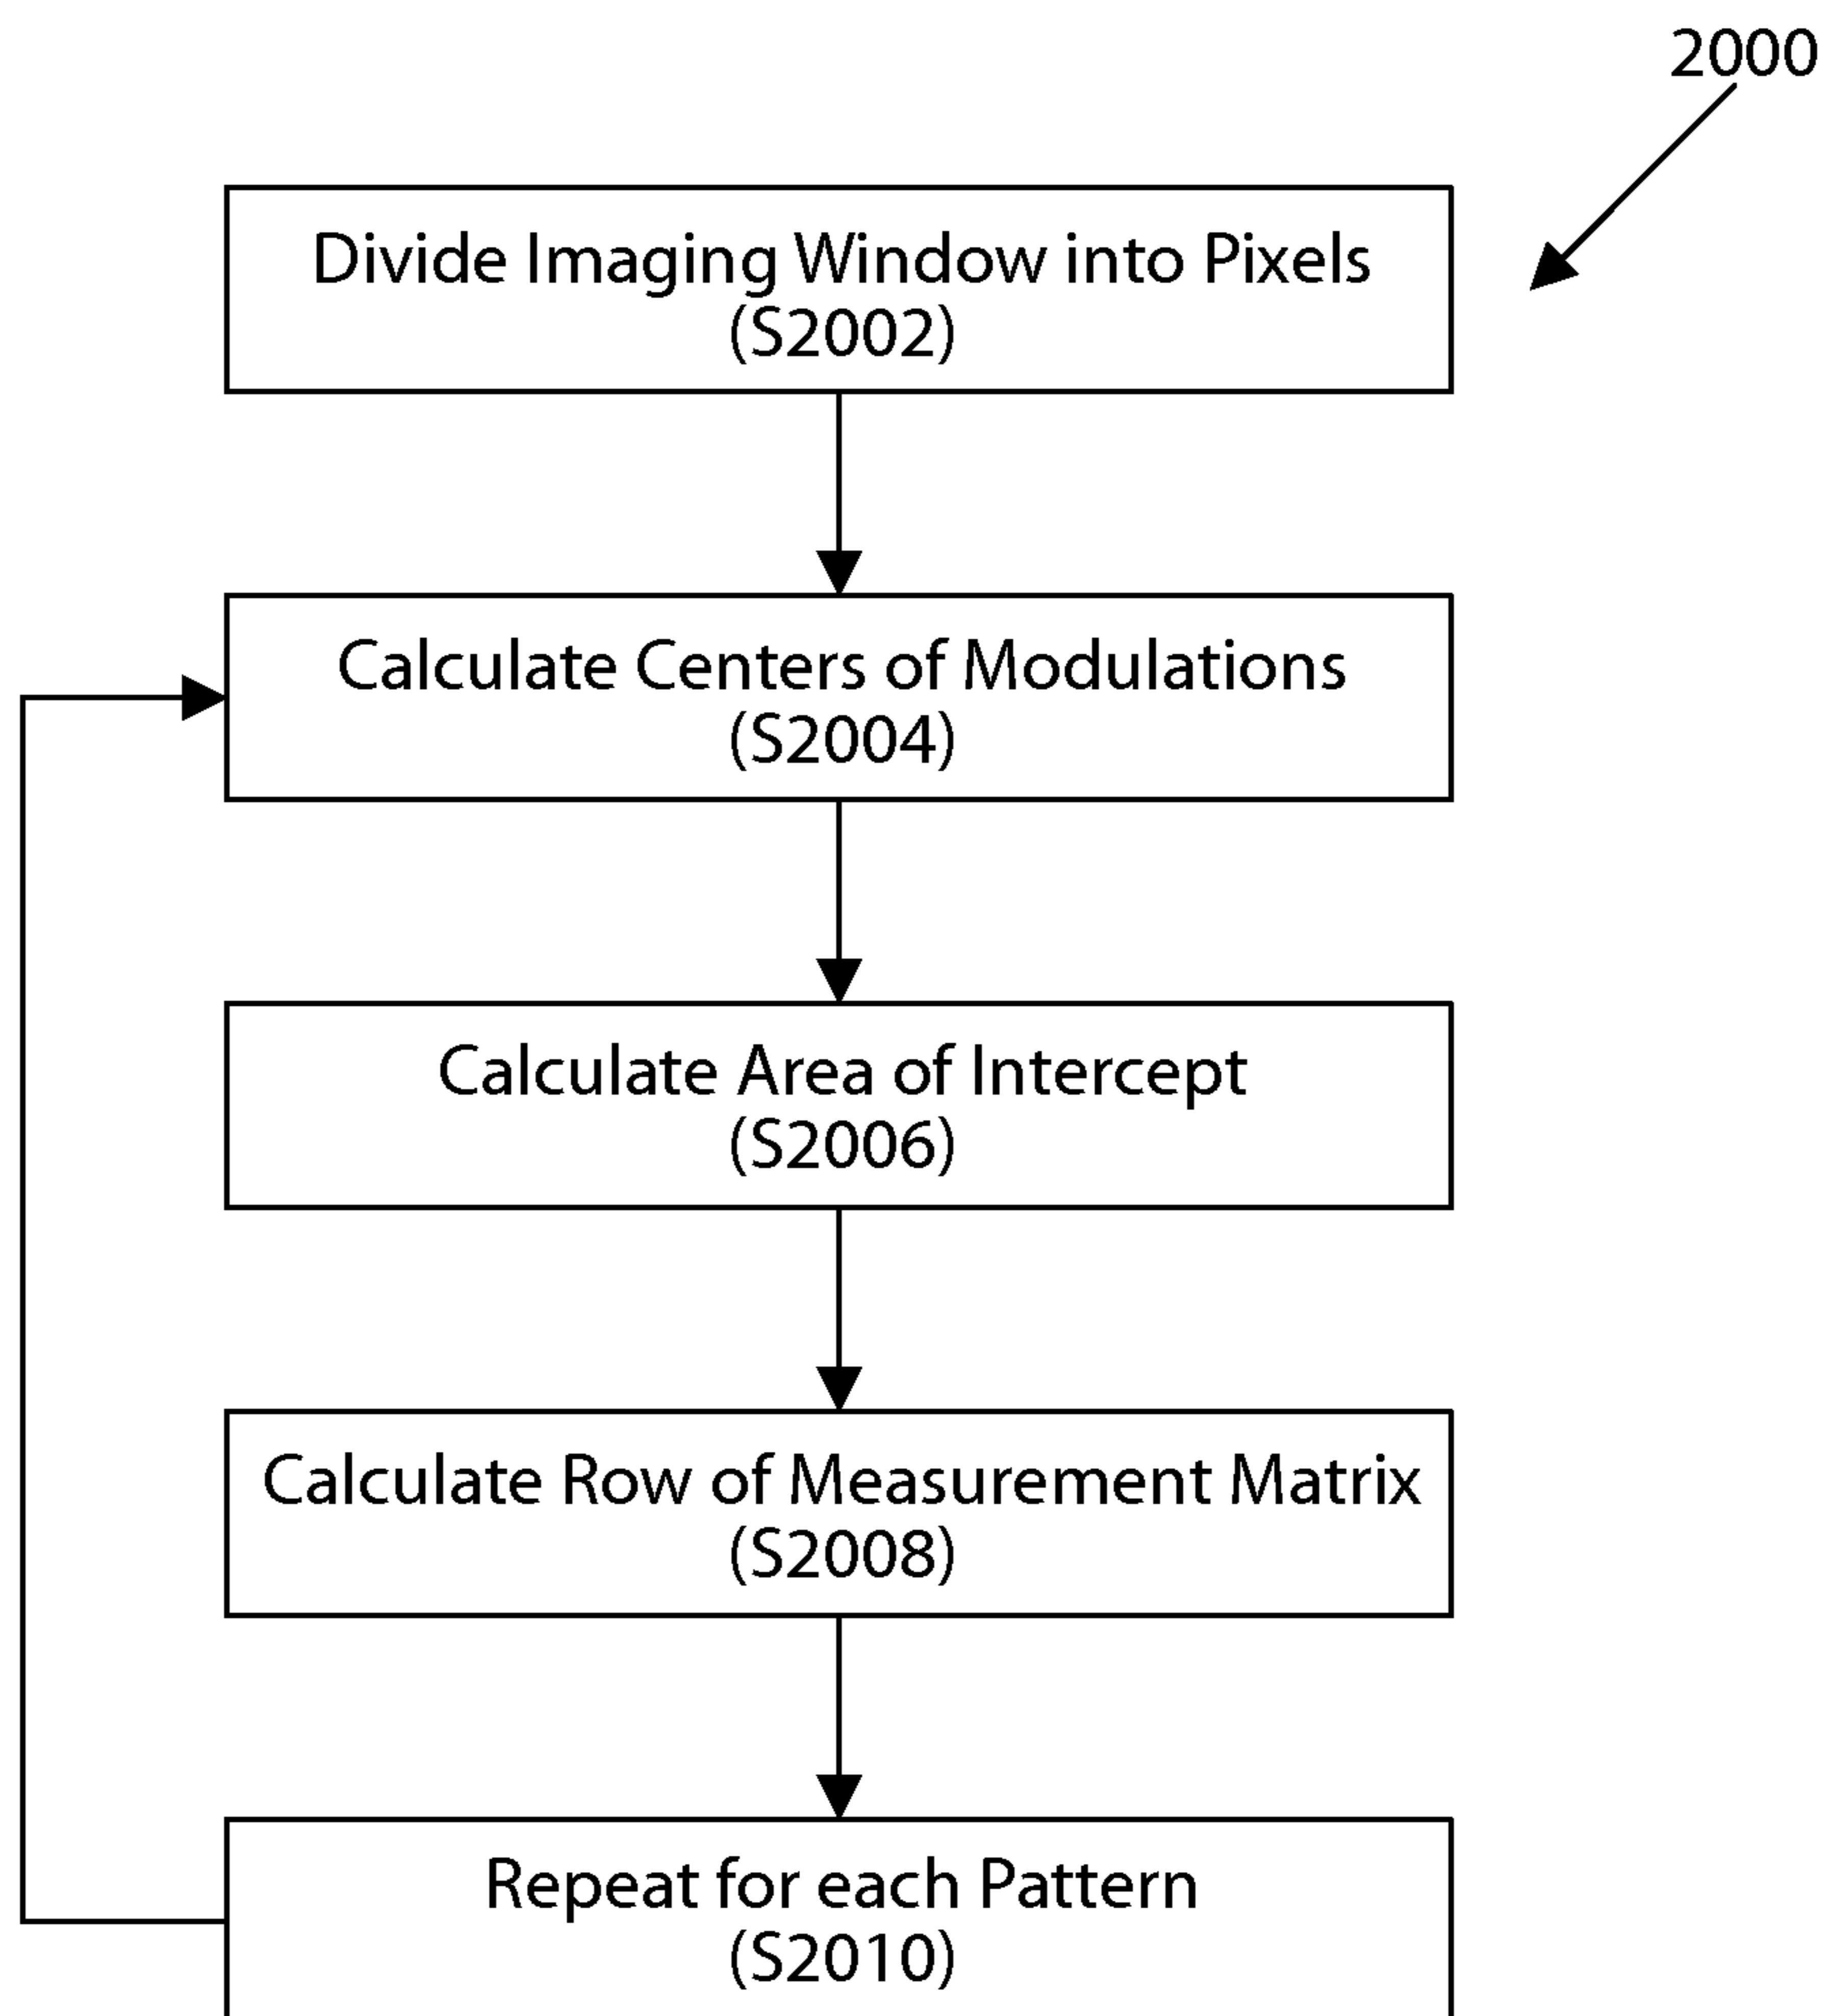 2000
Divide Imaging Window into Pixels
(S2002)
Calculate Centers of Modulations
(S2004)
Calculate Area of Intercept
(S2006)
Calculate Row of Measurement Matrix
(S2008)
Repeat for each Pattern
(S2010)